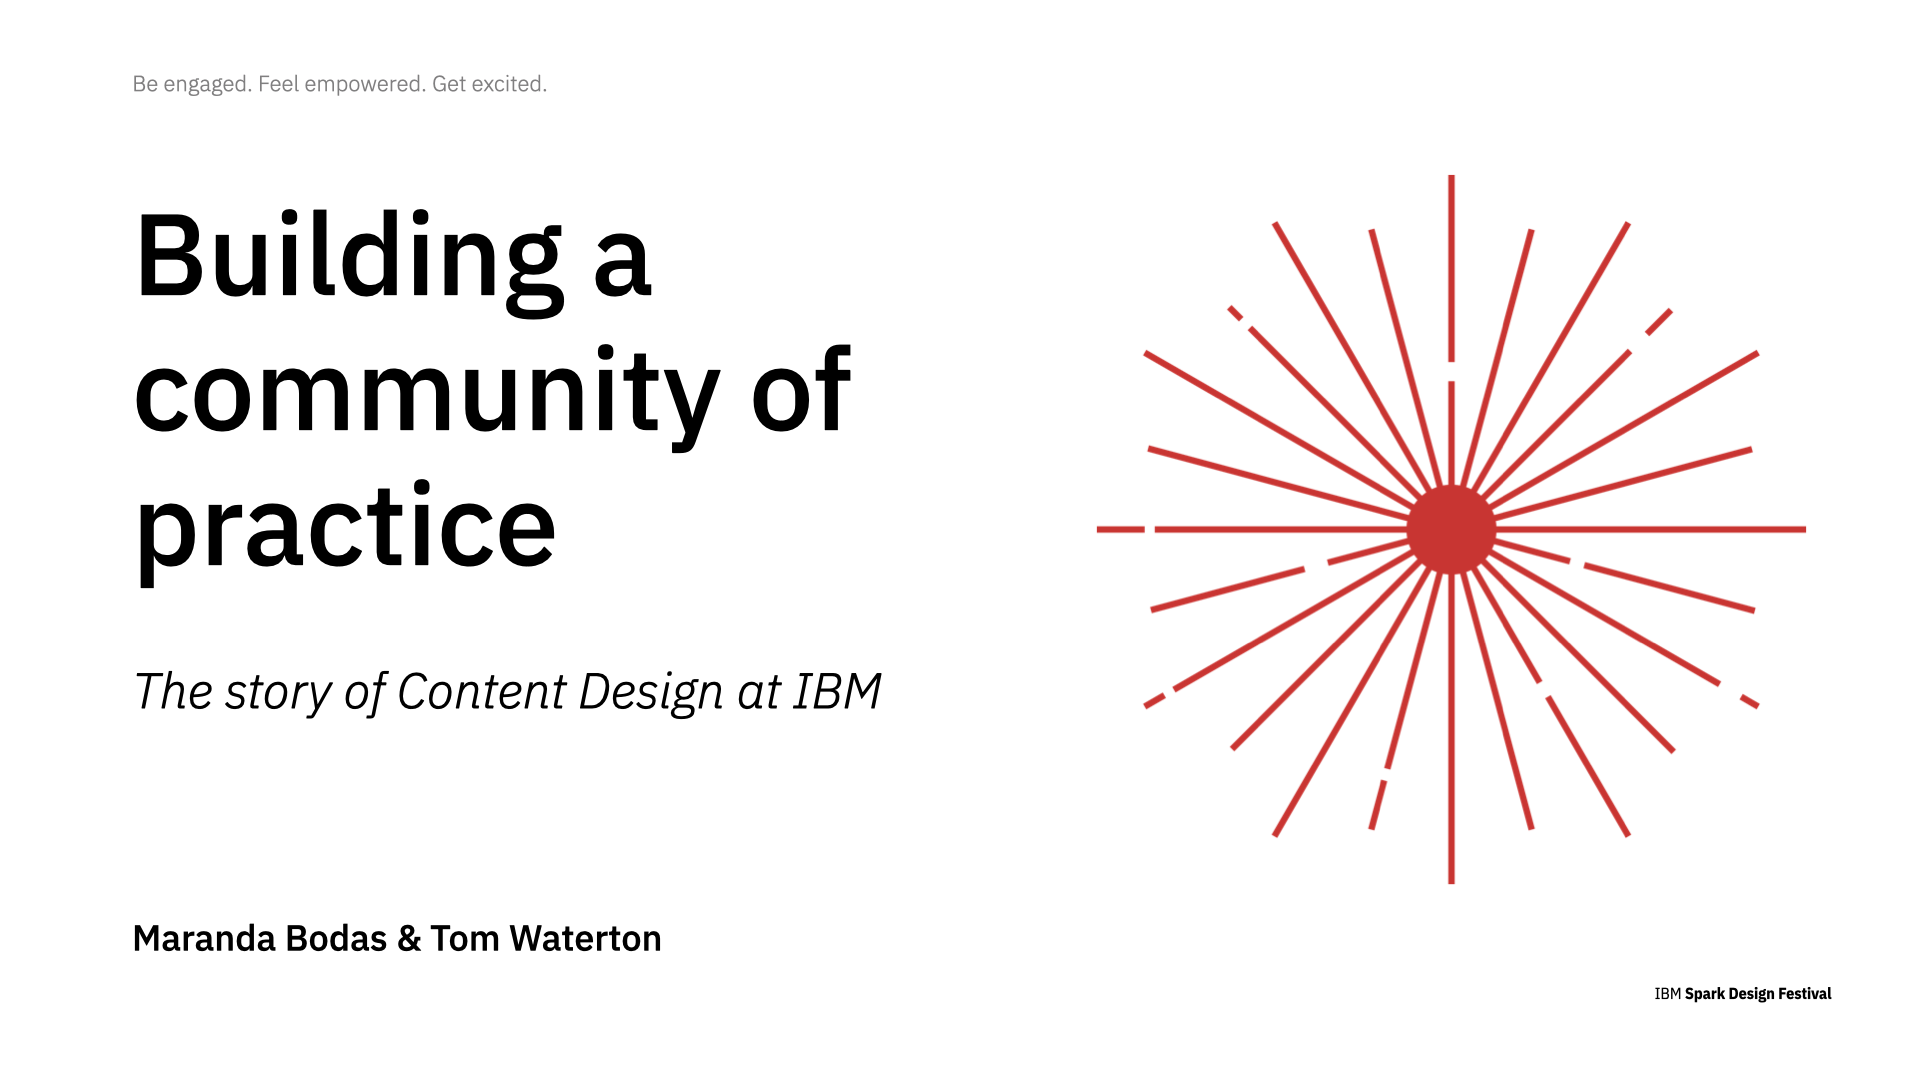 Be engaged. Feel empowered. Get excited.
Building a
community of
practice
The story of Content Design at IBM
Maranda Bodas & Tom Waterton
IBM Spark Design Festival